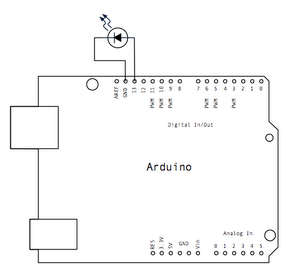 AREF GND 13 12 11 10 9 8 7 6 5 4 3 2 1 0
PWM PWM PWM PWM PWM PWM
Digital In/Out
Arduino
Analog In
RES 3.3V 5V GND Vin 0 1 2 3 4 5